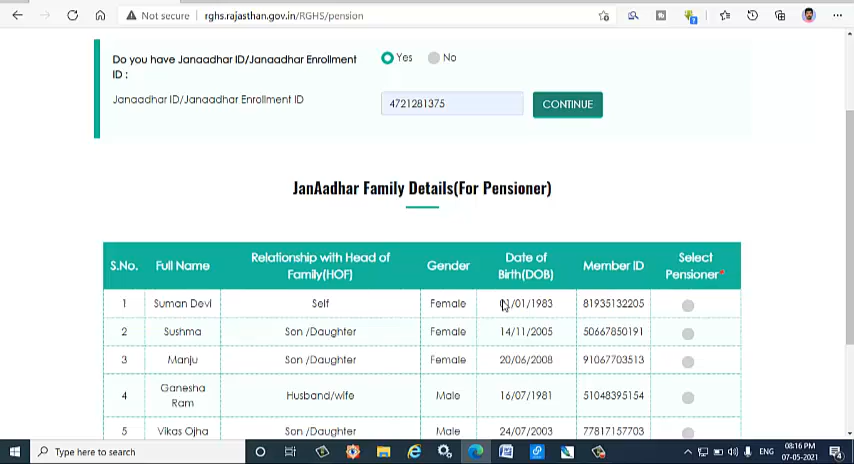 Not secure | rghs.rajasthan.gov.in/RGHS/pension
Do you have Janaadhar ID/Janaadhar Enrollment
ID :
Yes
No
Janaadhar ID/Janaadhar Enrollment ID
4721281375
CONTINUE
JanAadhar Family Details(For Pensioner)
S.No. Full Name Relationship with Head of Family(HOF) Gender Date of Birth(DOB) Member ID Select Pensioner*
1 Suman Devi Self Female 01/01/1983 81935132205
2 Sushma Son /Daughter Female 14/11/2005 50667850191
3 Manju Son /Daughter Female 20/06/2008 91067703513
4 Ganesha Ram Husband/wife Male 16/07/1981 51048395154
5 Vikas Ojha Son /Daughter Male 24/07/2003 77817157703
Type here to search
ENG
08:16 PM
07-05-2021